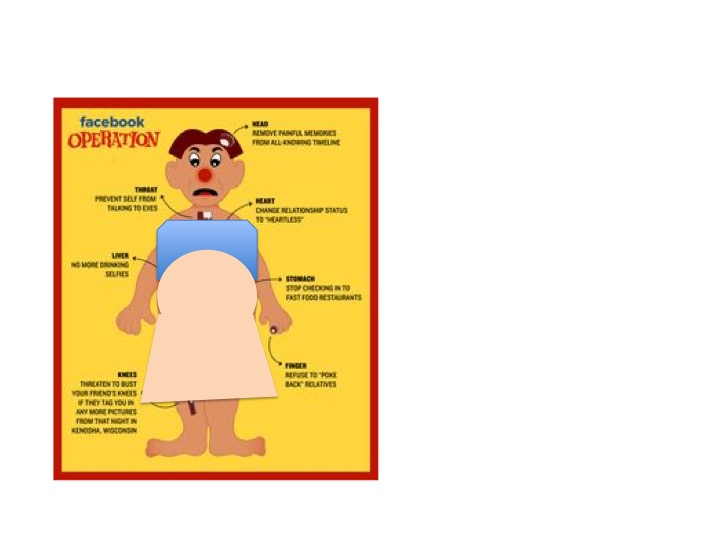 facebook
OPERATION
HEAD
REMOVE PAINFUL MEMORIES
FROM ALL-KNOWING TIMELINE
THROAT
PREVENT SELF FROM
TALKING TO EXES
HEART
CHANGE RELATIONSHIP STATUS
TO "HEARTLESS"
LIVER
NO MORE DRINKING
SELFIES
STOMACH
STOP CHECKING IN TO
FAST FOOD RESTAURANTS
FINGER
REFUSE TO "POKE
BACK" RELATIVES
KNEES
THREATEN TO BUST
YOUR FRIEND'S KNEES
IF THEY TAG YOU IN
ANY MORE PICTURES
FROM THAT NIGHT IN
KENOSHA, WISCONSIN